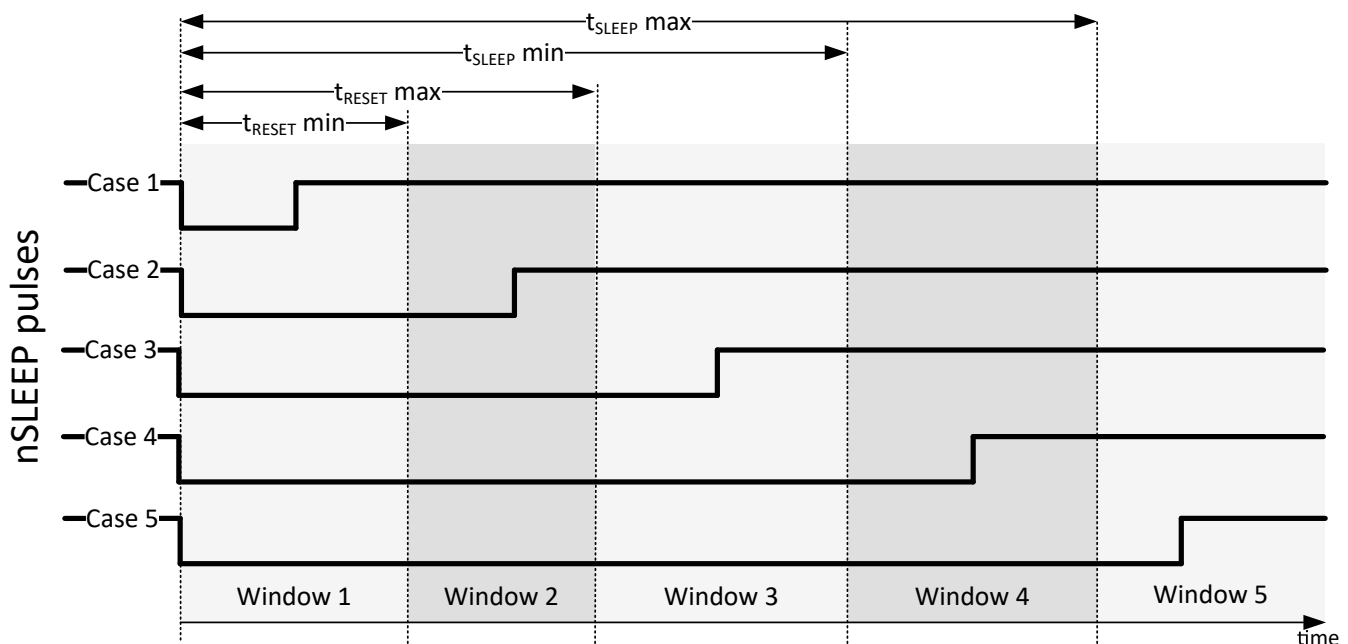 tSLEEP max
tSLEEP min
tRESET max
tRESET min
nSLEEP pulses
Case 1
Case 2
Case 3
Case 4
Case 5
Window 1
Window 2
Window 3
Window 4
Window 5
time